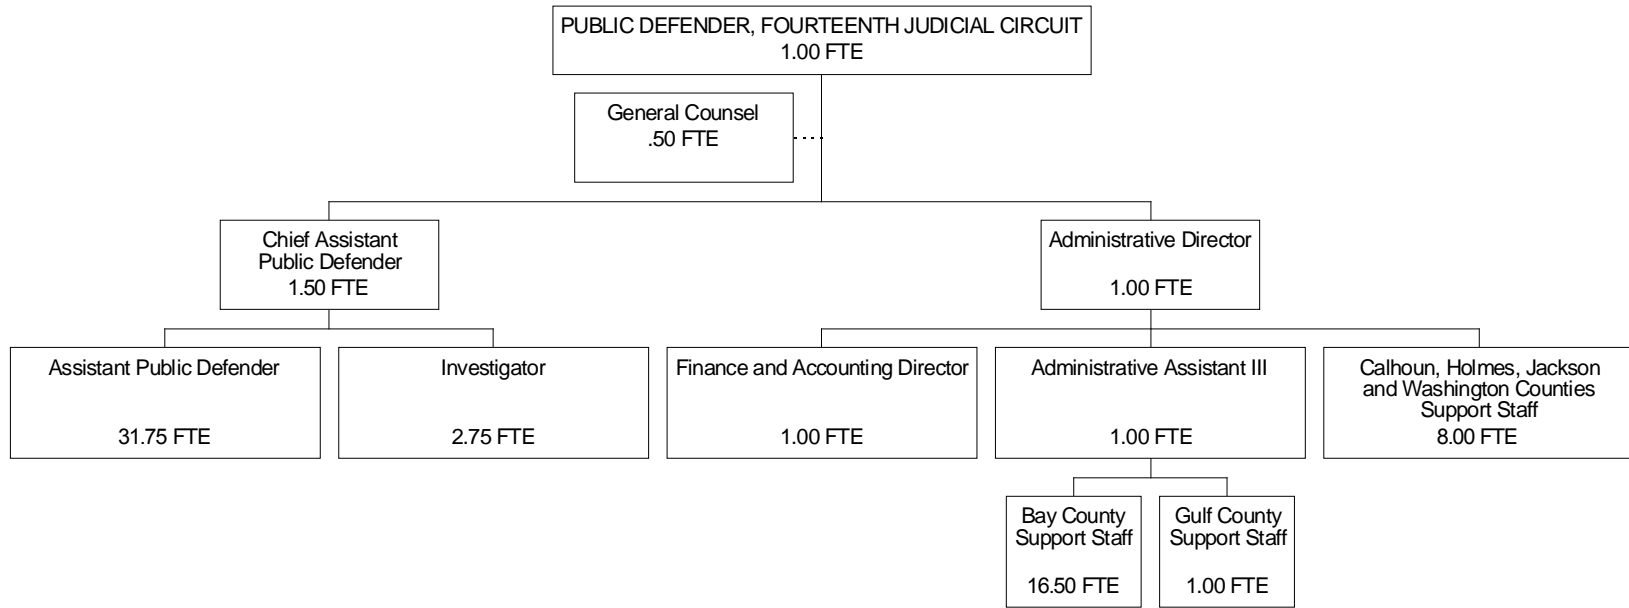 PUBLIC DEFENDER, FOURTEENTH JUDICIAL CIRCUIT
1.00 FTE
General Counsel
.50 FTE
Chief Assistant
Public Defender
1.50 FTE
Administrative Director
1.00 FTE
Assistant Public Defender
31.75 FTE
Investigator
2.75 FTE
Finance and Accounting Director
1.00 FTE
Administrative Assistant III
1.00 FTE
Calhoun, Holmes, Jackson
and Washington Counties
Support Staff
8.00 FTE
Bay County
Support Staff
16.50 FTE
Gulf County
Support Staff
1.00 FTE